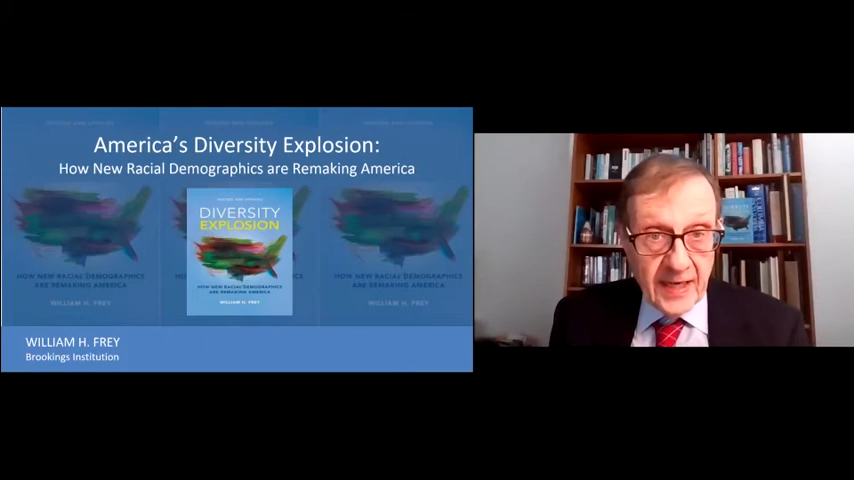 America's Diversity Explosion:
How New Racial Demographics are Remaking America
DIVERSITY
EXPLOSION
HOW NEW RACIAL DEMOGRAPHICS
ARE REMAKING AMERICA
WILLIAM H. FREY
HOW NEW RACIAL DEMOGRAPHICS
ARE REMAKING AMERICA
WILLIAM H. FREY
HOW NEW RACIAL DEMOGRAPHICS
ARE REMAKING AMERICA
WILLIAM H. FREY
WILLIAM H. FREY
Brookings Institution